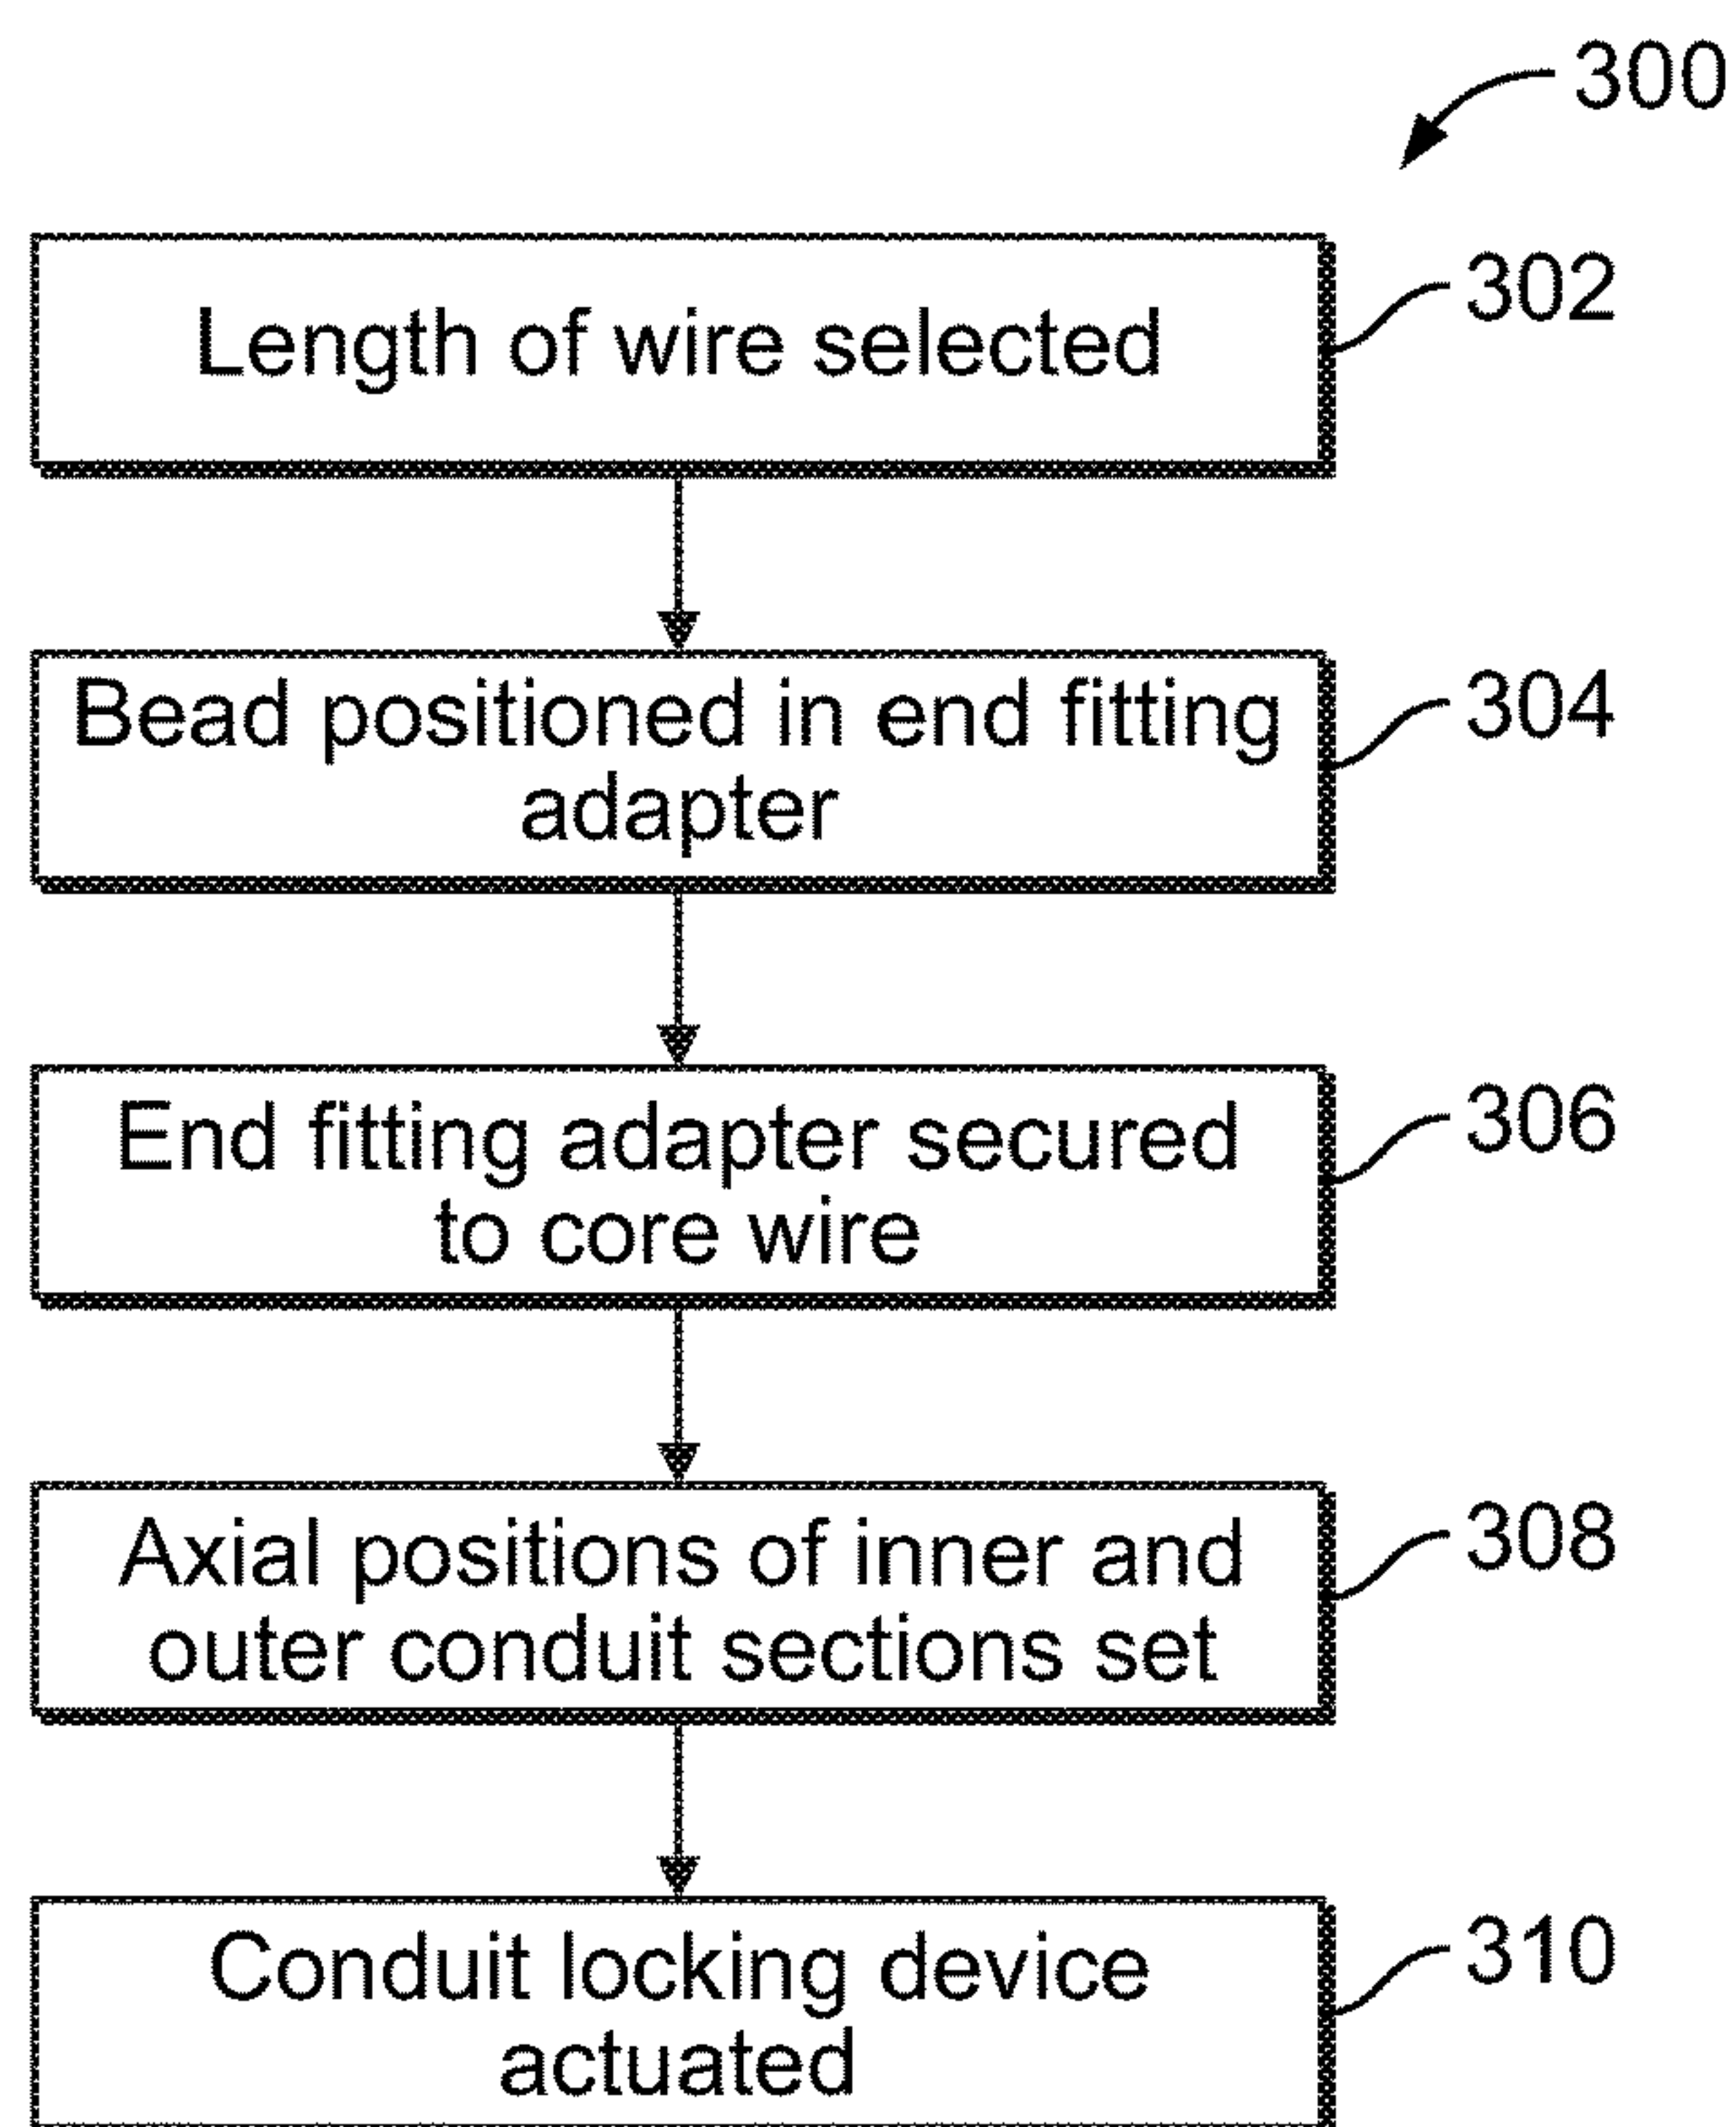 300
Length of wire selected
302
Bead positioned in end fitting
adapter
304
End fitting adapter secured
to core wire
306
Axial positions of inner and
outer conduit sections set
308
Conduit locking device
actuated
310